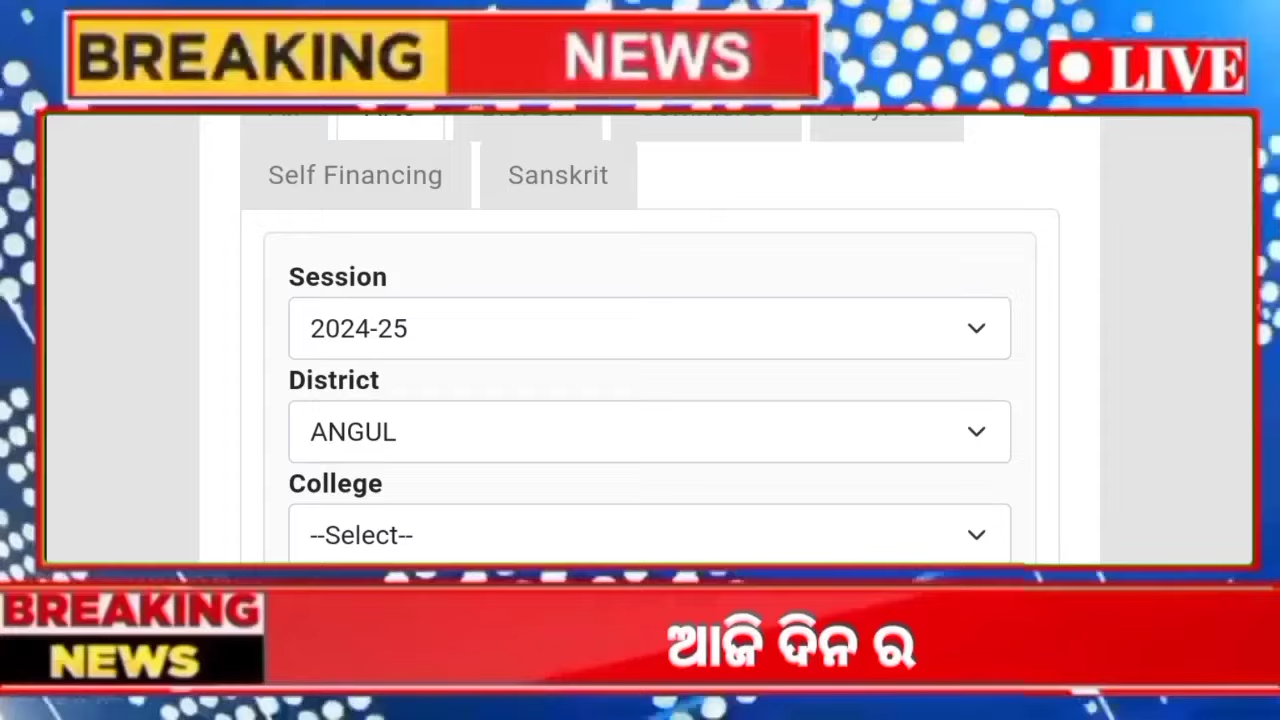 BREAKING NEWS
LIVE
Self Financing
Sanskrit
Session
2024-25
District
ANGUL
College
--Select--
BREAKING
NEWS
ଆଜି ଦିନ ର